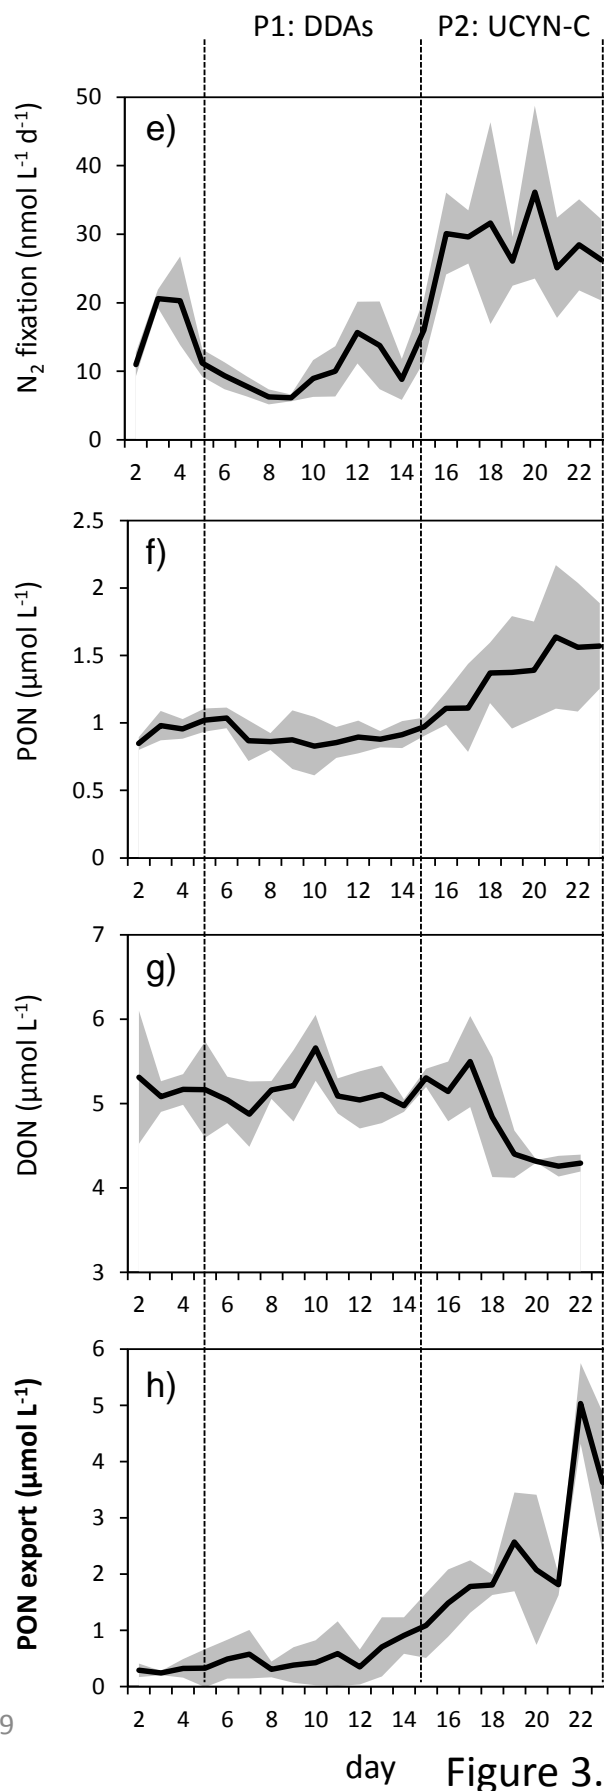 P1: DDAs P2: UCYN-C
e)
N₂ fixation (nmol L⁻¹ d⁻¹)
50
40
30
20
10
0
2 4 6 8 10 12 14 16 18 20 22
f)
PON (µmol L⁻¹)
2.5
2
1.5
1
0.5
0
2 4 6 8 10 12 14 16 18 20 22
g)
DON (µmol L⁻¹)
7
6
5
4
3
2 4 6 8 10 12 14 16 18 20 22
h)
PON export (µmol L⁻¹)
6
5
4
3
2
1
0
2 4 6 8 10 12 14 16 18 20 22
9
day Figure 3.